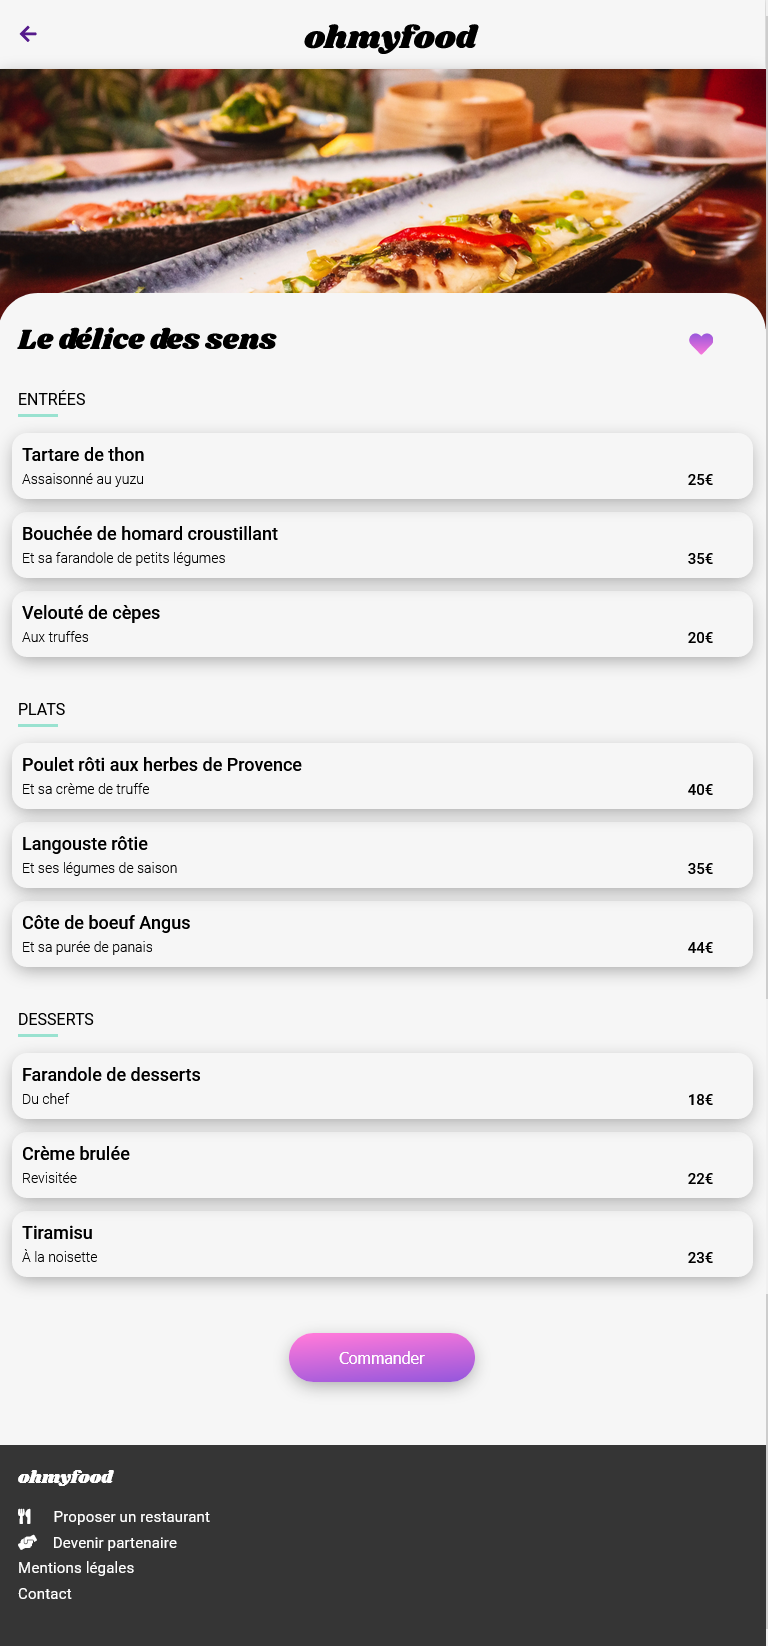 ohmyfood
Le délice des sens
ENTRÉES
Tartare de thon
Assaisonné au yuzu
25€
Bouchée de homard croustillant
Et sa farandole de petits légumes
35€
Velouté de cèpes
Aux truffes
20€
PLATS
Poulet rôti aux herbes de Provence
Et sa crème de truffe
40€
Langouste rôtie
Et ses légumes de saison
35€
Côte de boeuf Angus
Et sa purée de panais
44€
DESSERTS
Farandole de desserts
Du chef
18€
Crème brulée
Revisitée
22€
Tiramisu
À la noisette
23€
Commander
ohmyfood
Proposer un restaurant
Devenir partenaire
Mentions légales
Contact